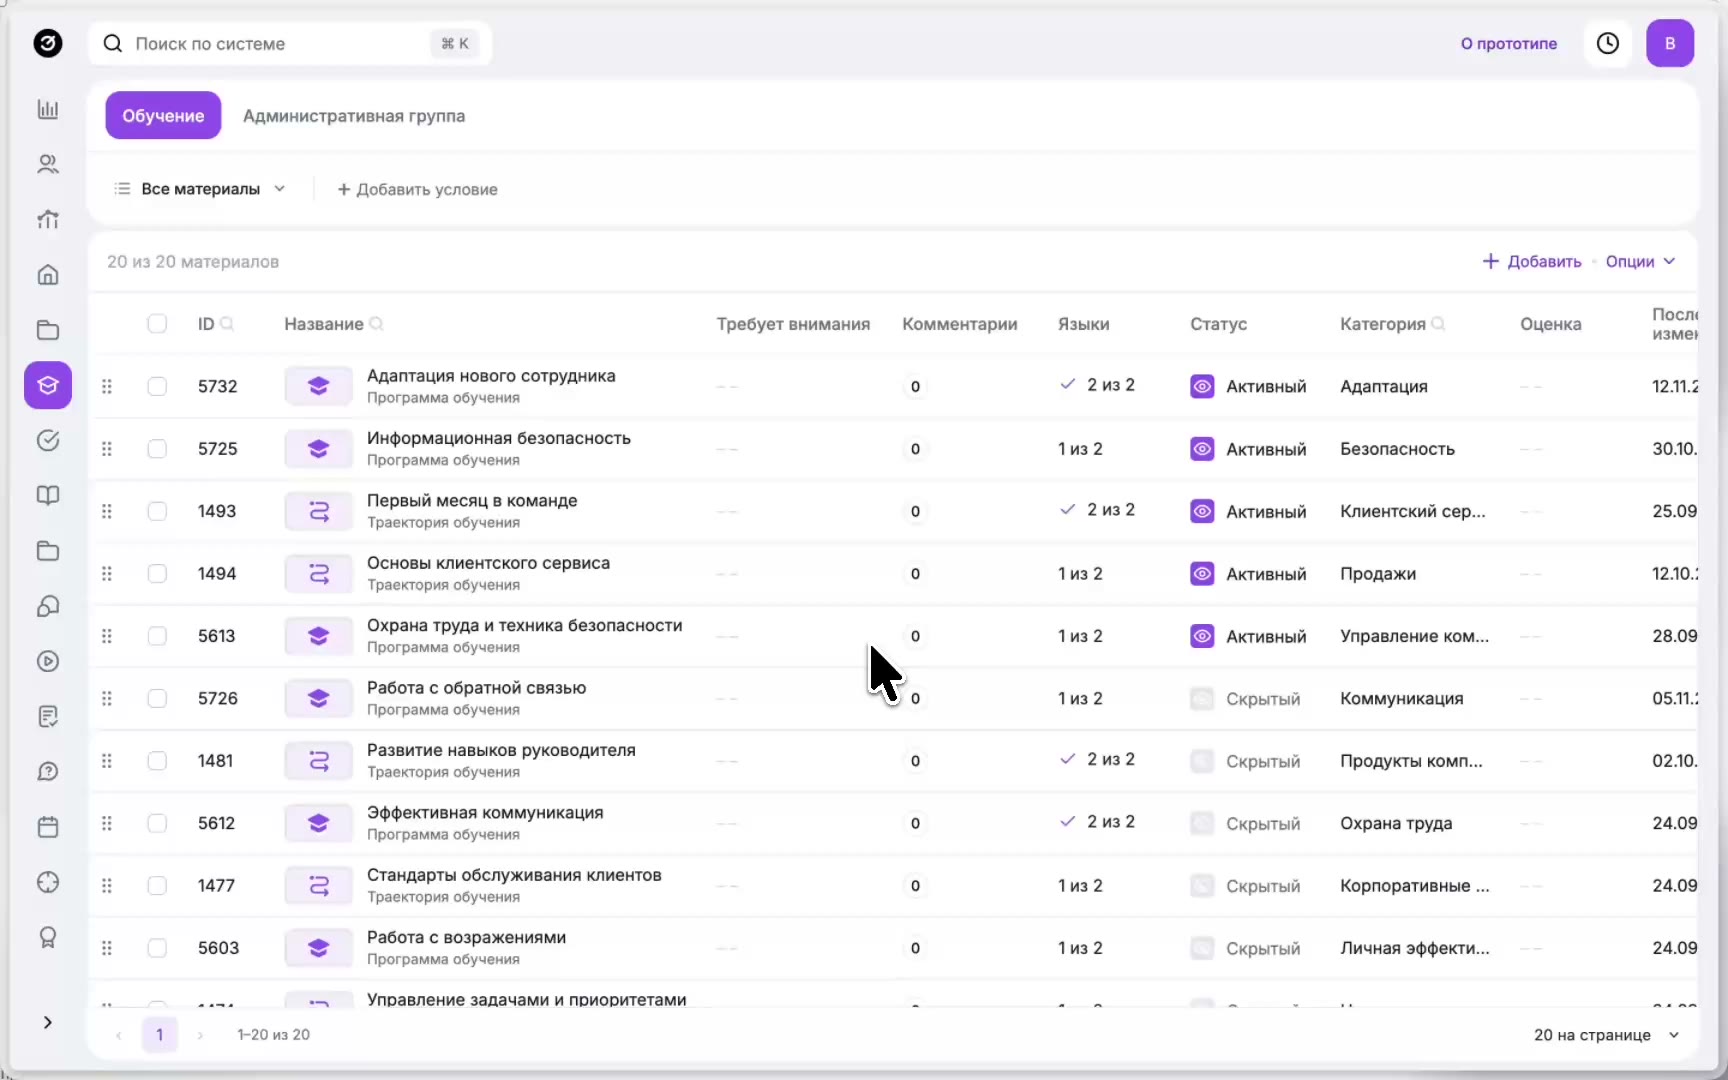 Поиск по системе
⌘ K
О прототипе
B
Обучение
Административная группа
Все материалы
+ Добавить условие
20 из 20 материалов
+ Добавить
Опции
ID
Название
Требует внимания
Комментарии
Языки
Статус
Категория
Оценка
5732
Адаптация нового сотрудника
Программа обучения
0
2 из 2
Активный
Адаптация
12.11.2
5725
Информационная безопасность
Программа обучения
0
1 из 2
Активный
Безопасность
30.10.
1493
Первый месяц в команде
Траектория обучения
0
2 из 2
Активный
Клиентский сер...
25.09
1494
Основы клиентского сервиса
Траектория обучения
0
1 из 2
Активный
Продажи
12.10.
5613
Охрана труда и техника безопасности
Программа обучения
0
1 из 2
Активный
Управление ком...
28.09
5726
Работа с обратной связью
Программа обучения
0
1 из 2
Скрытый
Коммуникация
05.11.
1481
Развитие навыков руководителя
Траектория обучения
0
2 из 2
Скрытый
Продукты комп...
02.10.
5612
Эффективная коммуникация
Программа обучения
0
2 из 2
Скрытый
Охрана труда
24.09
1477
Стандарты обслуживания клиентов
Траектория обучения
0
1 из 2
Скрытый
Корпоративные ...
24.09
5603
Работа с возражениями
Программа обучения
0
1 из 2
Скрытый
Личная эффекти...
24.09
Управление задачами и приоритетами
1
1–20 из 20
20 на странице